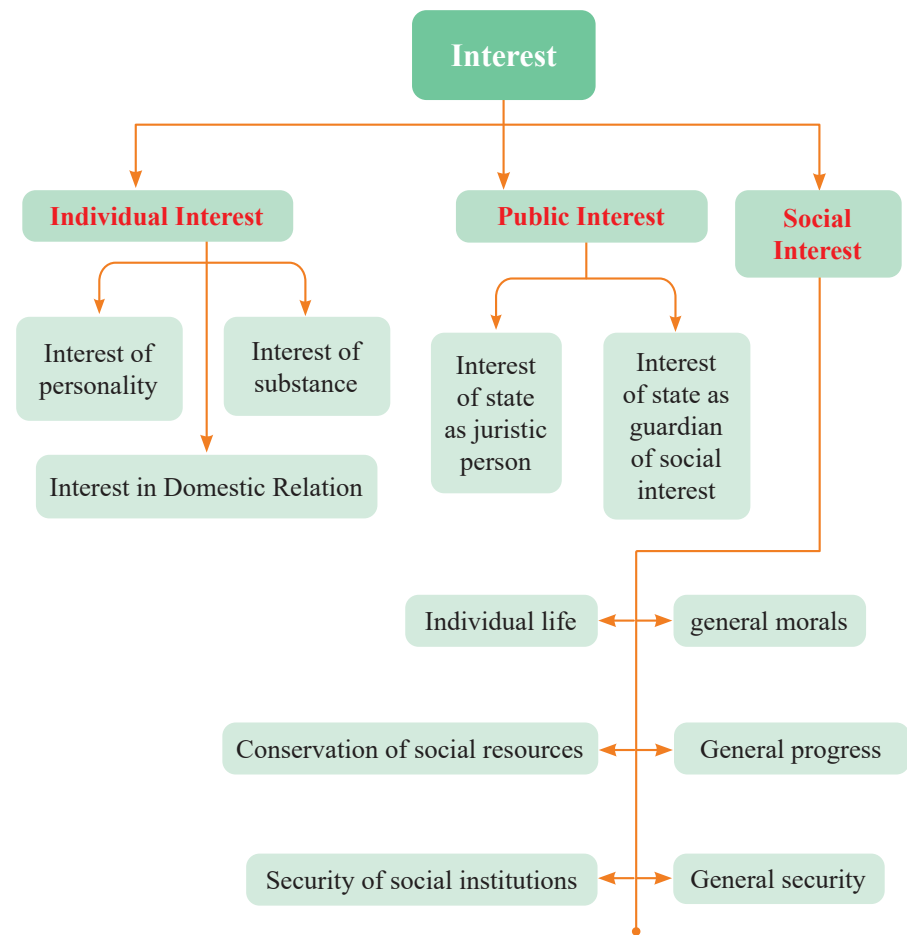 Interest
Individual Interest
Public Interest
Social
Interest
Interest of
personality
Interest of
substance
Interest in Domestic Relation
Interest
of state
as juristic
person
Interest
of state as
guardian
of social
interest
Individual life
general morals
Conservation of social resources
General progress
Security of social institutions
General security